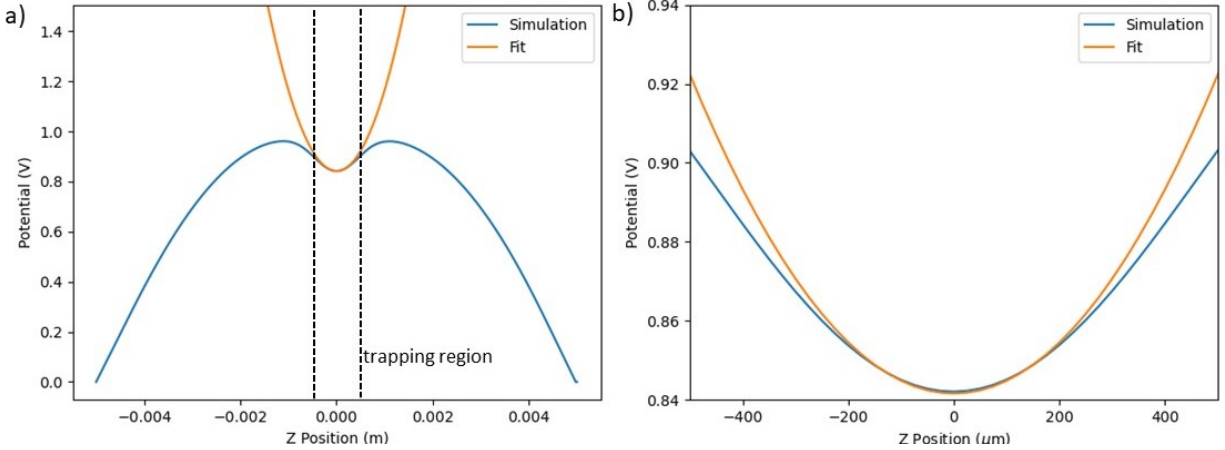 a)
Potential (V)
1.4
1.2
1.0
0.8
0.6
0.4
0.2
0.0
Simulation
Fit
trapping region
−0.004
−0.002
0.000
0.002
0.004
Z Position (m)
b)
Potential (V)
0.94
0.92
0.90
0.88
0.86
0.84
Simulation
Fit
−400
−200
0
200
400
Z Position (μm)